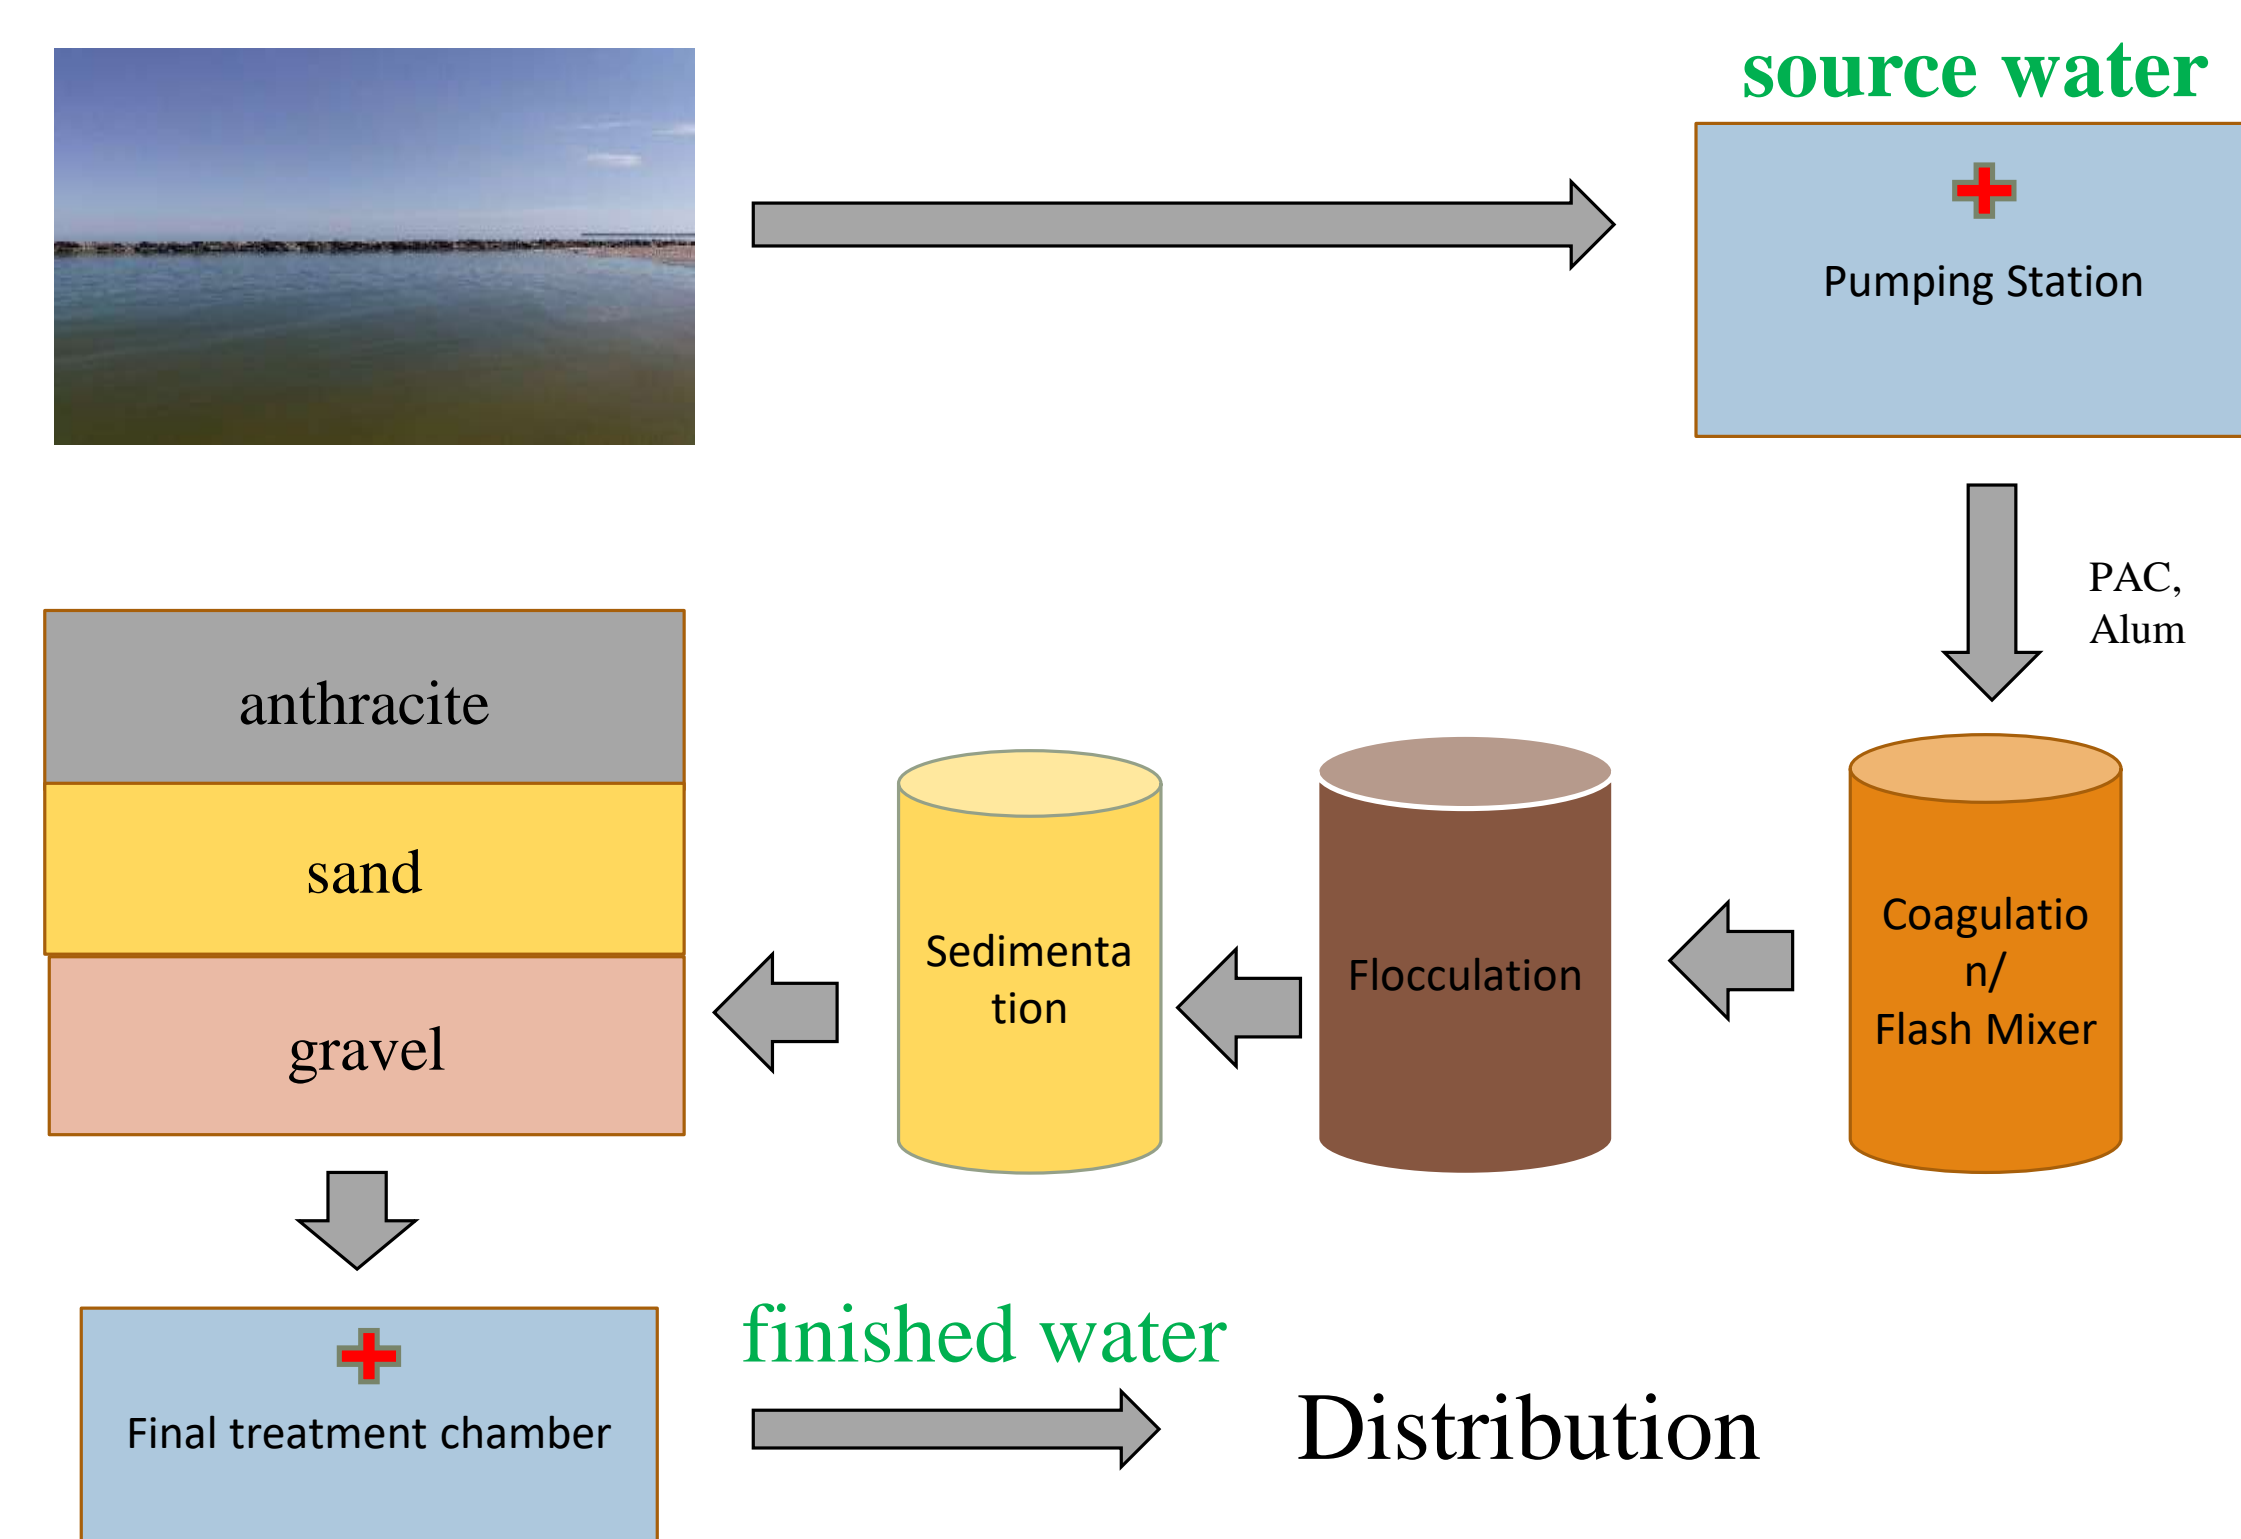 source water
Pumping Station
PAC,
Alum
Coagulatio
n/
Flash Mixer
Flocculation
Sedimenta
tion
anthracite
sand
gravel
Final treatment chamber
finished water
Distribution